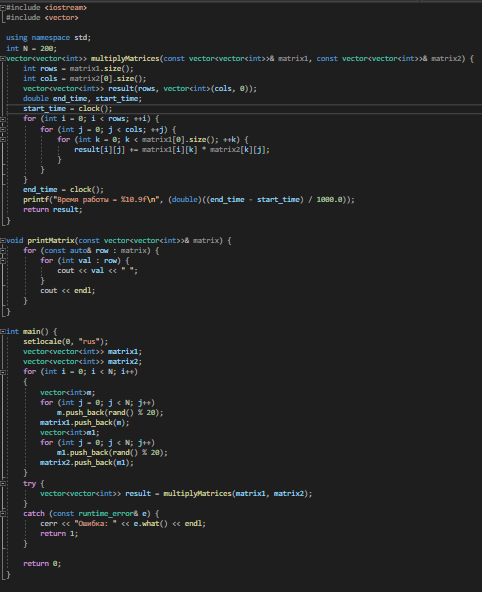 #include <iostream>
#include <vector>
using namespace std;
int N = 200;
vector<vector<int>> multiplyMatrices(const vector<vector<int>>& matrix1, const vector<vector<int>>& matrix2) {
int rows = matrix1.size();
int cols = matrix2[0].size();
vector<vector<int>> result(rows, vector<int>(cols, 0));
double end_time, start_time;
start_time = clock();
for (int i = 0; i < rows; ++i) {
for (int j = 0; j < cols; ++j) {
for (int k = 0; k < matrix1[0].size(); ++k) {
result[i][j] += matrix1[i][k] * matrix2[k][j];
}
}
}
end_time = clock();
printf("Время работы = %10.9f\n", (double)((end_time - start_time) / 1000.0));
return result;
}
void printMatrix(const vector<vector<int>>& matrix) {
for (const auto& row : matrix) {
for (int val : row) {
cout << val << " ";
}
cout << endl;
}
}
int main() {
setlocale(0, "rus");
vector<vector<int>> matrix1;
vector<vector<int>> matrix2;
for (int i = 0; i < N; i++)
{
vector<int>m;
for (int j = 0; j < N; j++)
m.push_back(rand() % 20);
matrix1.push_back(m);
vector<int>m1;
for (int j = 0; j < N; j++)
m1.push_back(rand() % 20);
matrix2.push_back(m1);
}
try {
vector<vector<int>> result = multiplyMatrices(matrix1, matrix2);
}
catch (const runtime_error& e) {
cerr << "Ошибка: " << e.what() << endl;
return 1;
}
return 0;
}